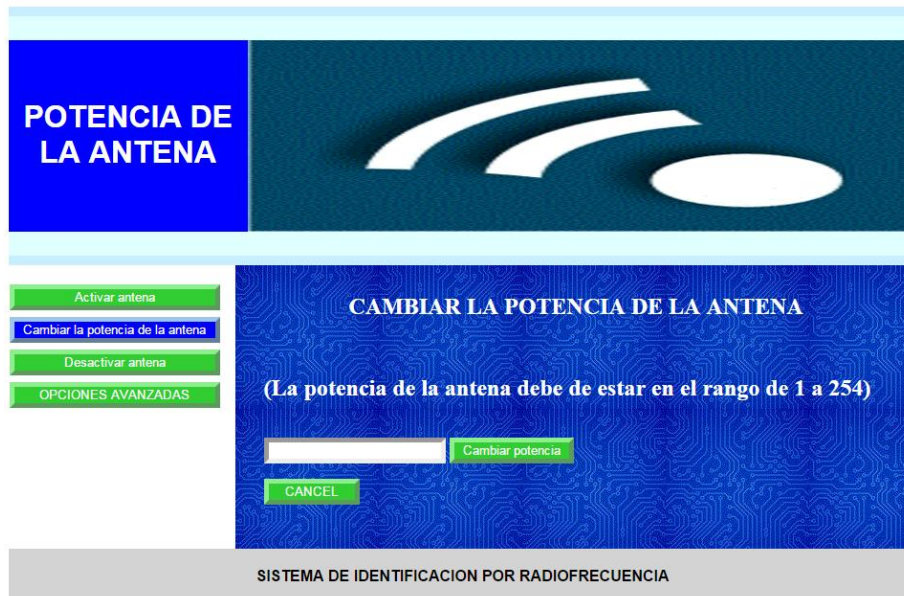 POTENCIA DE
LA ANTENA
Activar antena
Cambiar la potencia de la antena
Desactivar antena
OPCIONES AVANZADAS
CAMBIAR LA POTENCIA DE LA ANTENA
(La potencia de la antena debe de estar en el rango de 1 a 254)
Cambiar potencia
CANCEL
SISTEMA DE IDENTIFICACION POR RADIOFRECUENCIA